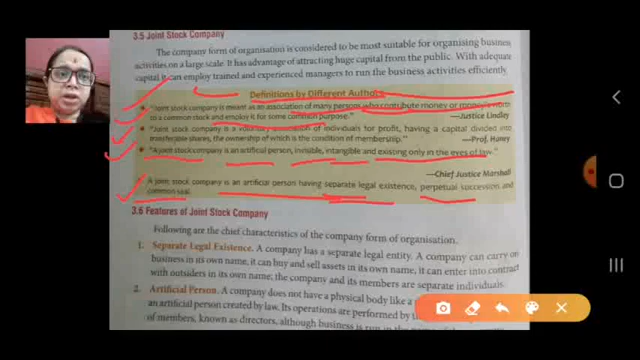 3.5 Joint Stock Company
The company form of organisation is considered to be most suitable for organising business
activities on a large scale. It has advantage of attracting huge capital from the public. With adequate
capital it can employ trained and experienced managers to run the business activities efficiently
Definitions by Different Authors
"Joint stock company is meant as an association of many persons who contribute money or money's worth
to a common stock and employ it for some common purpose." —Justice Lindley
"Joint stock company is a voluntary association of individuals for profit, having a capital divided into
transferable shares, the ownership of which is the condition of membership." —Prof. Haney
"A joint stock company is an artificial person, invisible, intangible and existing only in the eyes of law."
—Chief Justice Marshall
A joint stock company is an artificial person having separate legal existence, perpetual succession and
common seal.
3.6 Features of Joint Stock Company
Following are the chief characteristics of the company form of organisation.
1. Separate Legal Existence. A company has a separate legal entity. A company can carry on
business in its own name, it can buy and sell assets in its own name, it can enter into contract
with outsiders in its own name, the company and its members are separate individuals.
2. Artificial Person. A company does not have a physical body like a
an artificial person created by law. Its operations are performed by th
of members, known as directors, although business is run in the name of